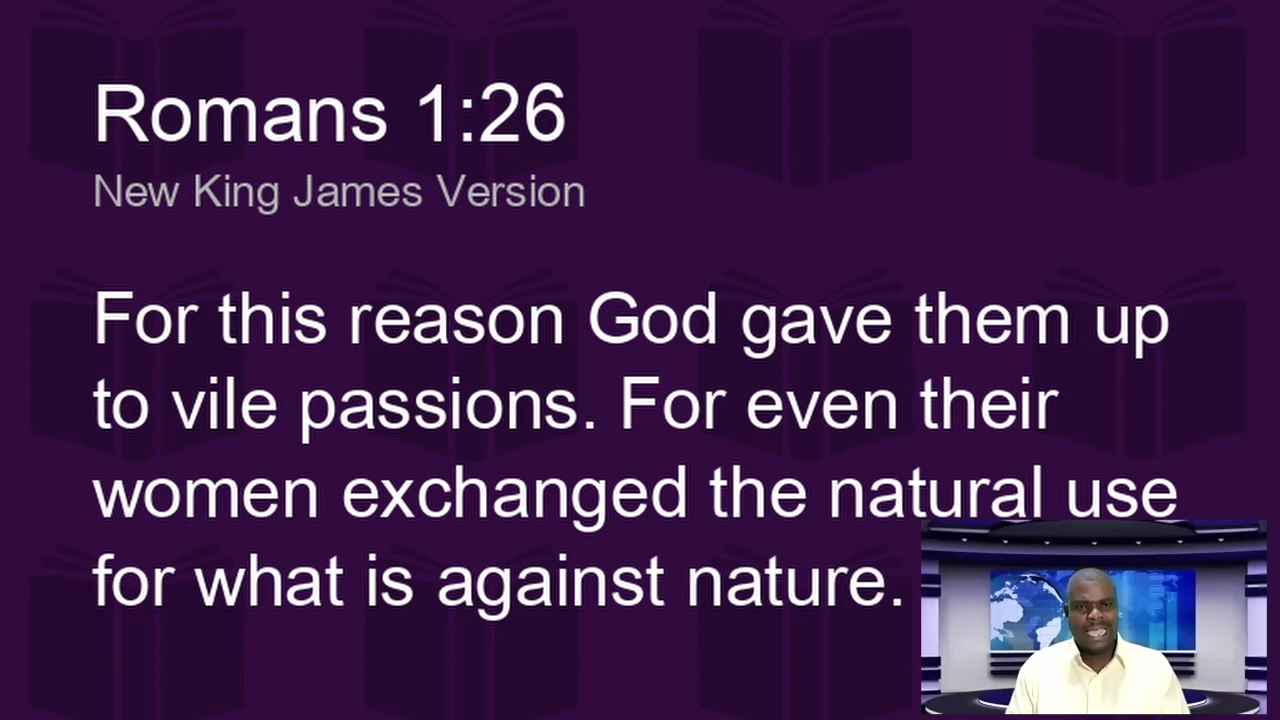 Romans 1:26
New King James Version
For this reason God gave them up
to vile passions. For even their
women exchanged the natural use
for what is against nature.